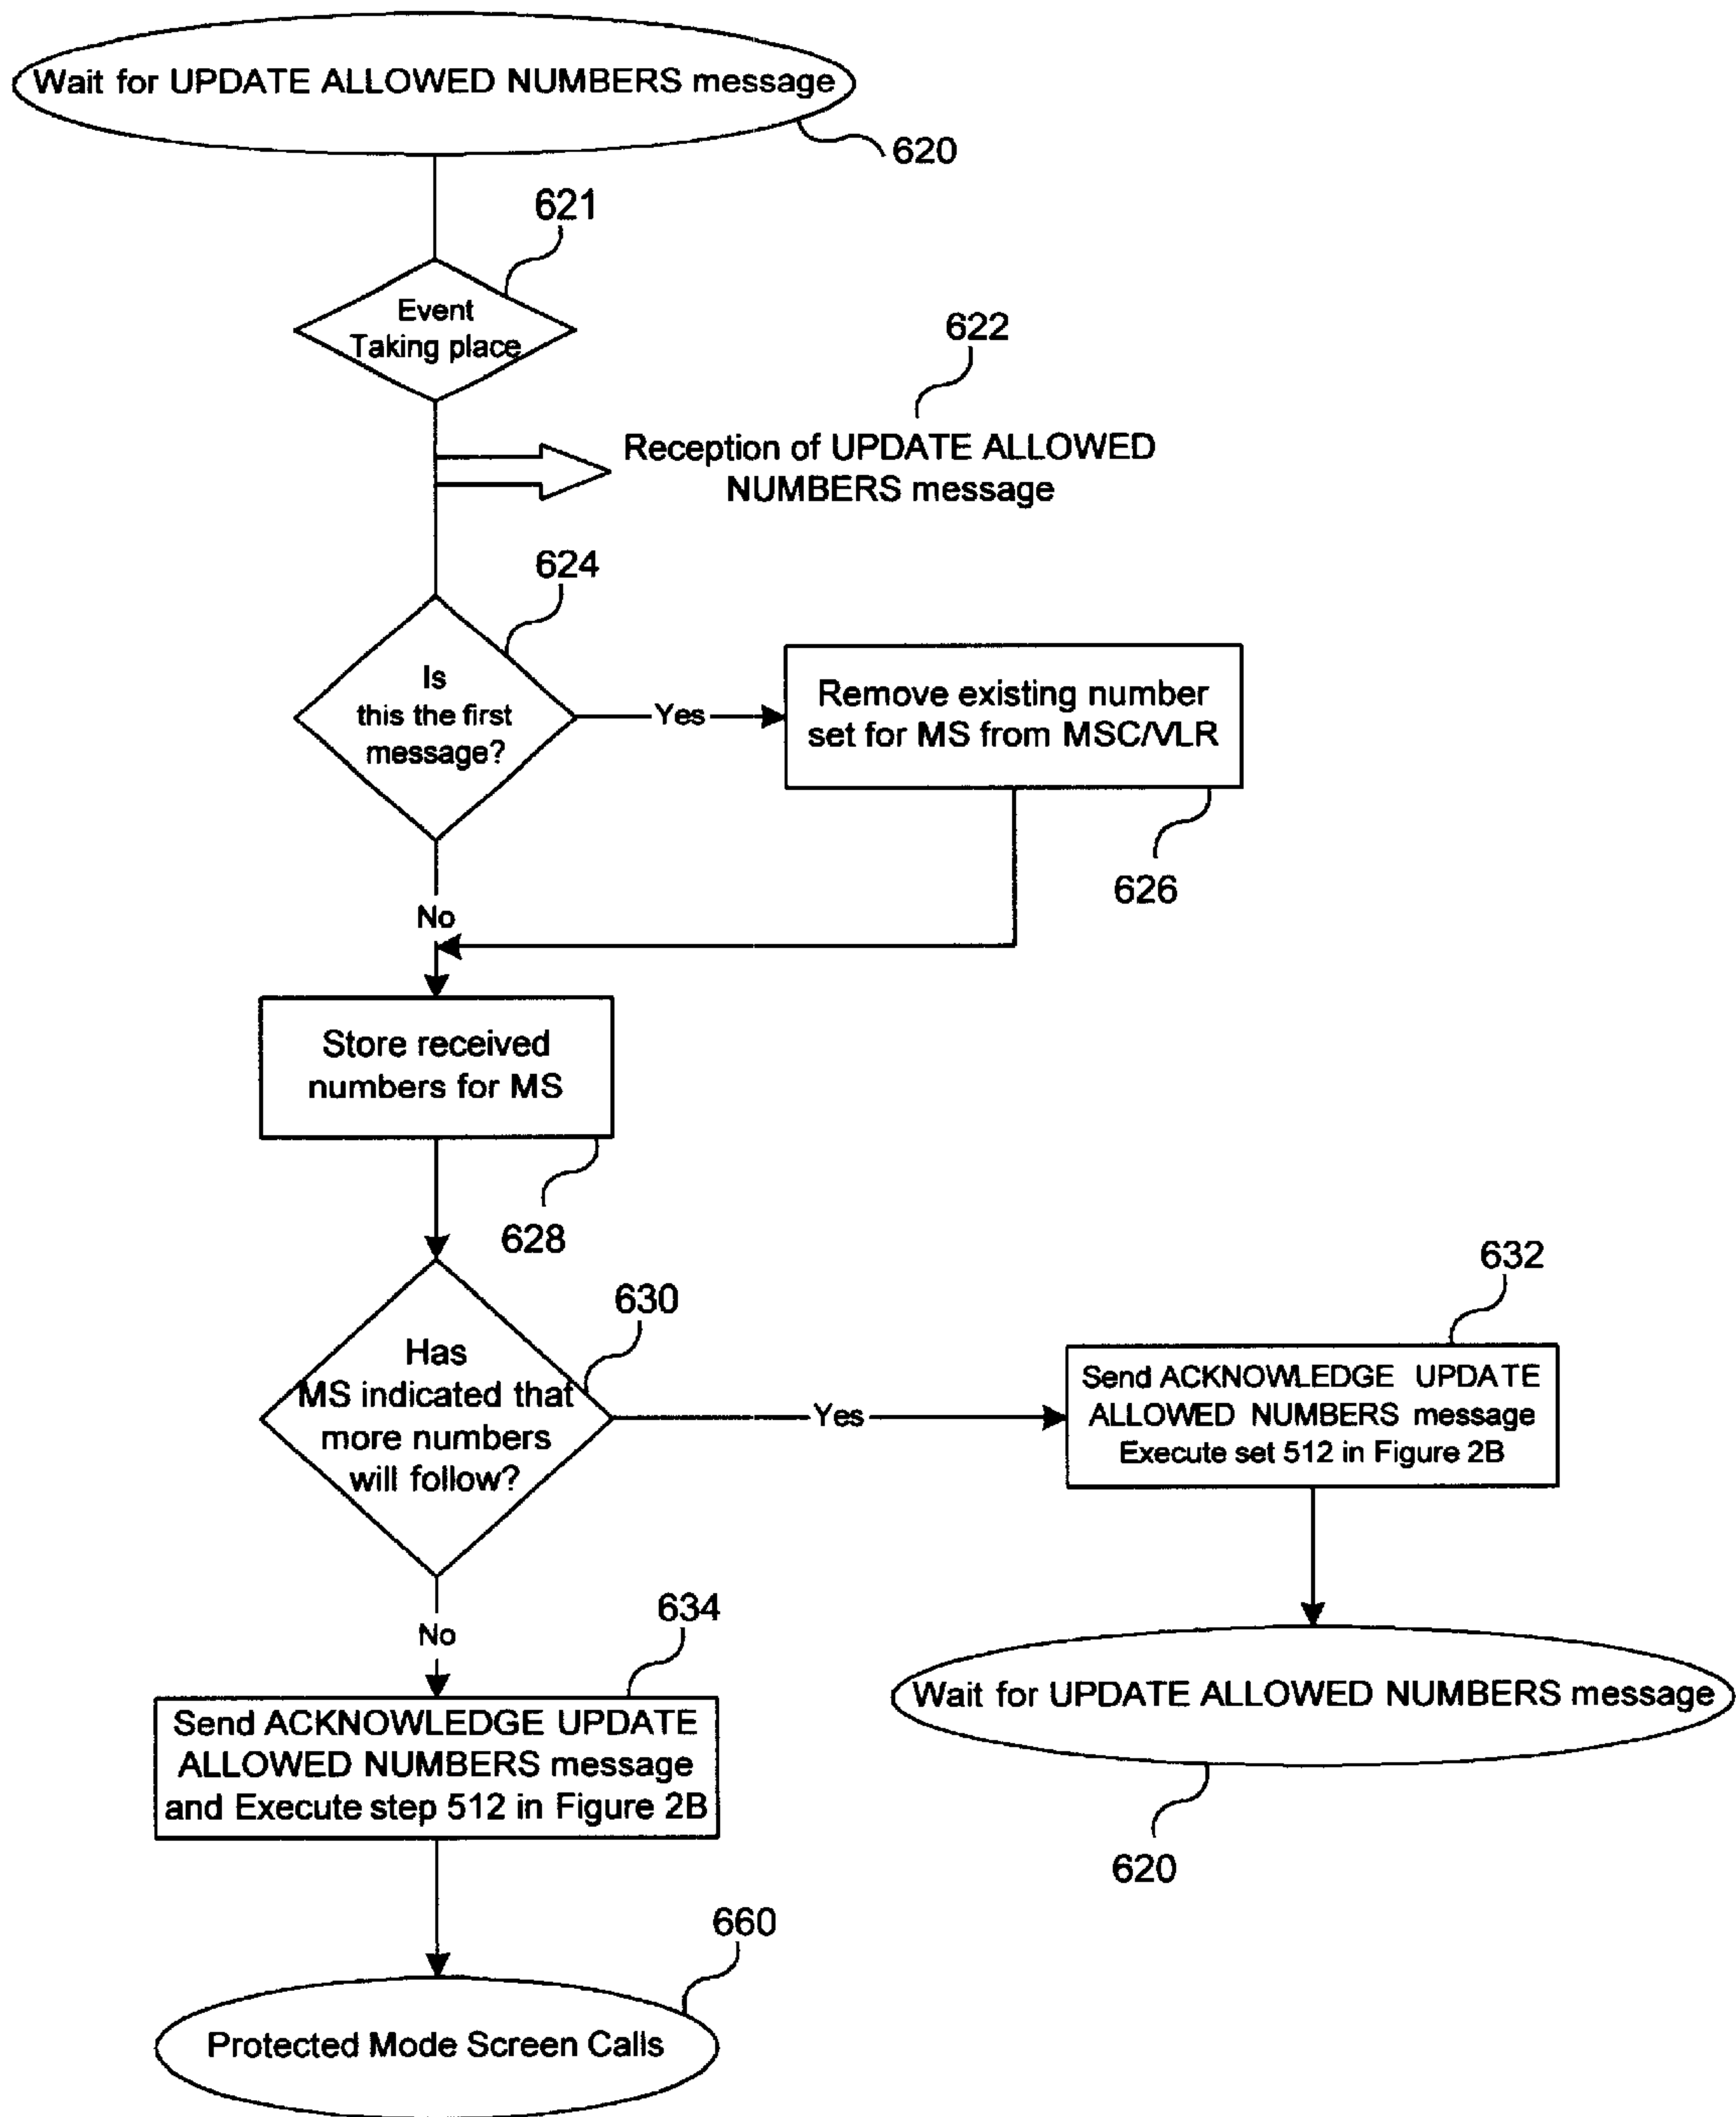 Wait for UPDATE ALLOWED NUMBERS message
620
621
Event
Taking place
622
Reception of UPDATE ALLOWED
NUMBERS message
624
Is
this the first
message?
Yes
Remove existing number
set for MS from MSC/VLR
626
No
Store received
numbers for MS
628
630
Has
MS indicated that
more numbers
will follow?
Yes
632
Send ACKNOWLEDGE UPDATE
ALLOWED NUMBERS message
Execute set 512 in Figure 2B
No
634
Send ACKNOWLEDGE UPDATE
ALLOWED NUMBERS message
and Execute step 512 in Figure 2B
Wait for UPDATE ALLOWED NUMBERS message
620
660
Protected Mode Screen Calls